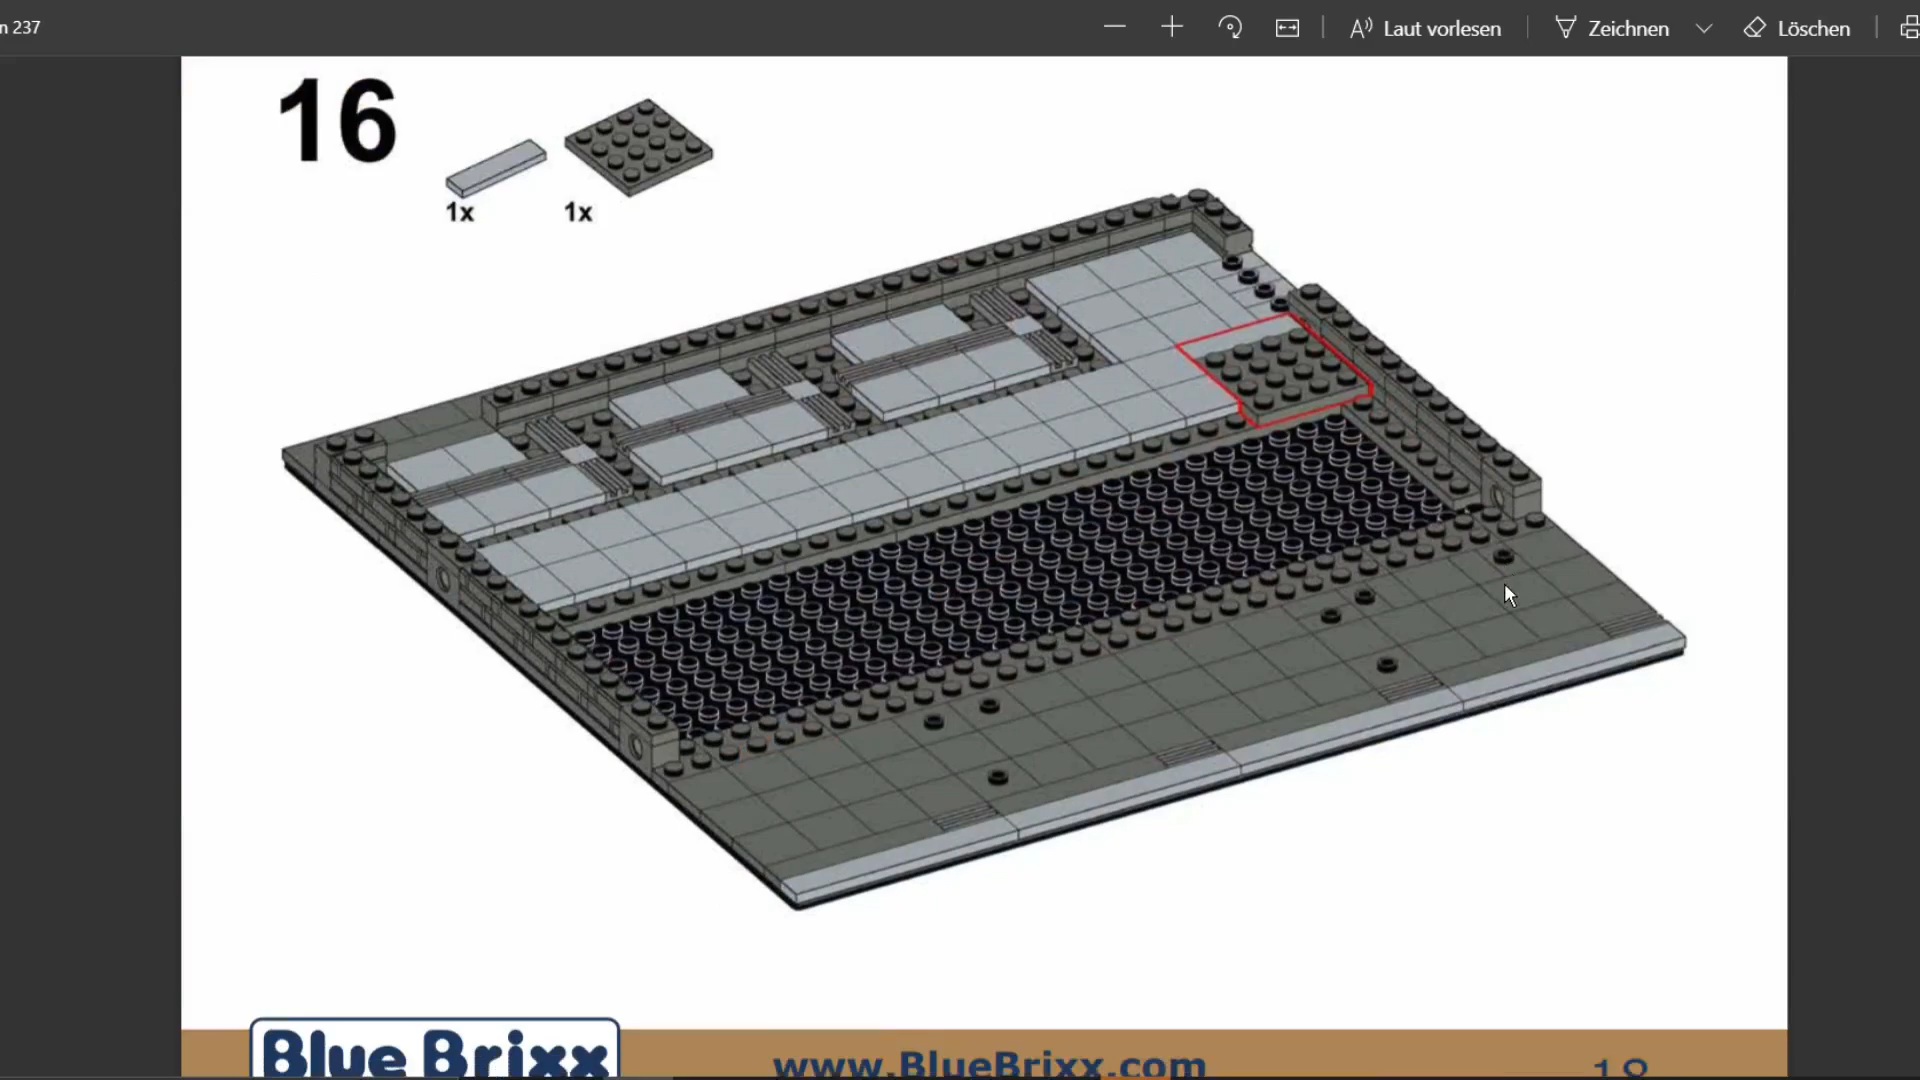 n 237
Laut vorlesen
Zeichnen
Löschen
16
1x
1x
Blue Brixx
www.BlueBrixx.com